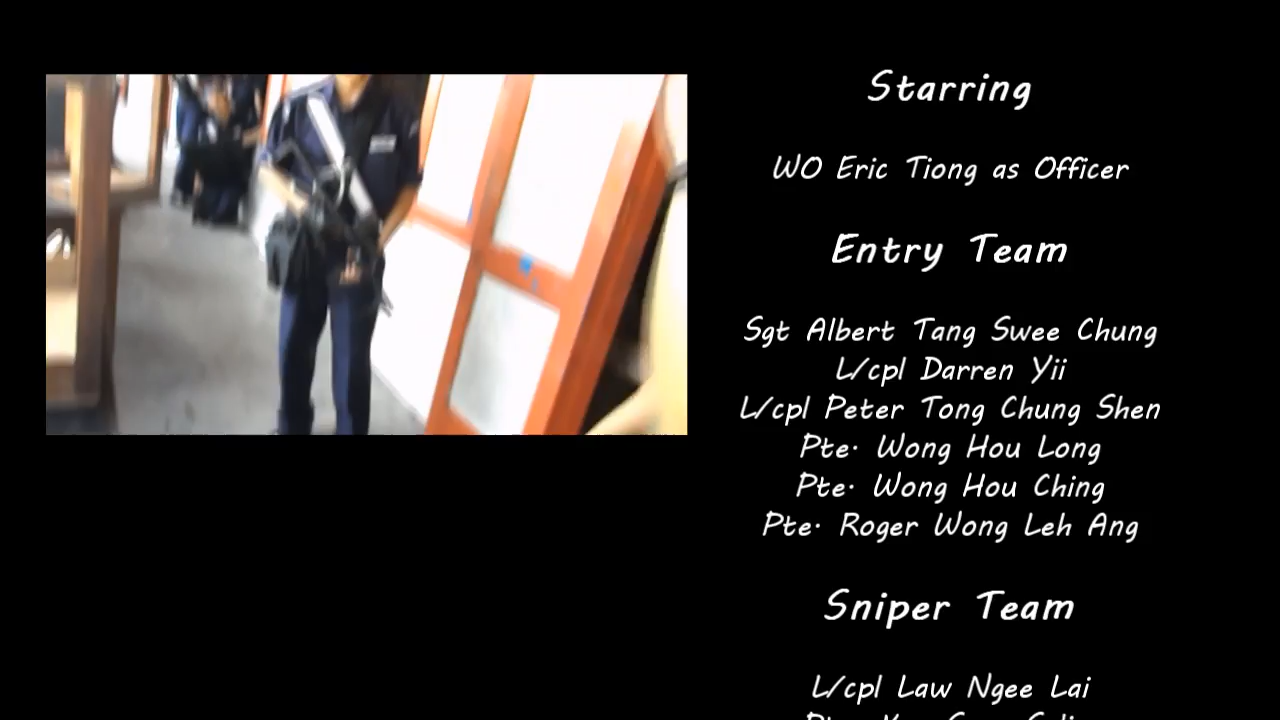 Starring
WO Eric Tiong as Officer
Entry Team
Sgt Albert Tang Swee Chung
L/cpl Darren Yii
L/cpl Peter Tong Chung Shen
Pte. Wong Hou Long
Pte. Wong Hou Ching
Pte. Roger Wong Leh Ang
Sniper Team
L/cpl Law Ngee Lai